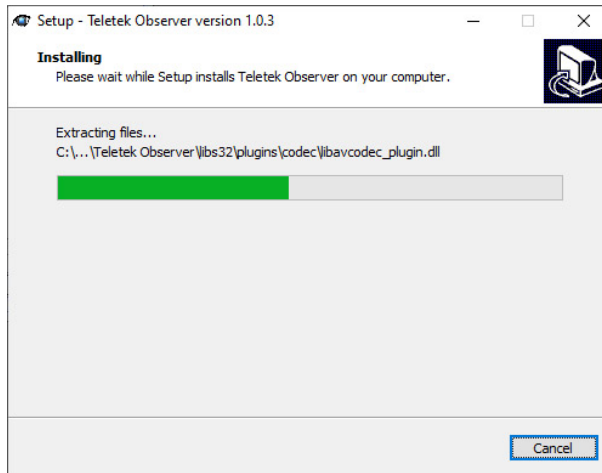 Setup - Teletek Observer version 1.0.3
Installing
Please wait while Setup installs Teletek Observer on your computer.
Extracting files...
C:\...\Teletek Observer\libs32\plugins\codec\libavcodec_plugin.dll
Cancel